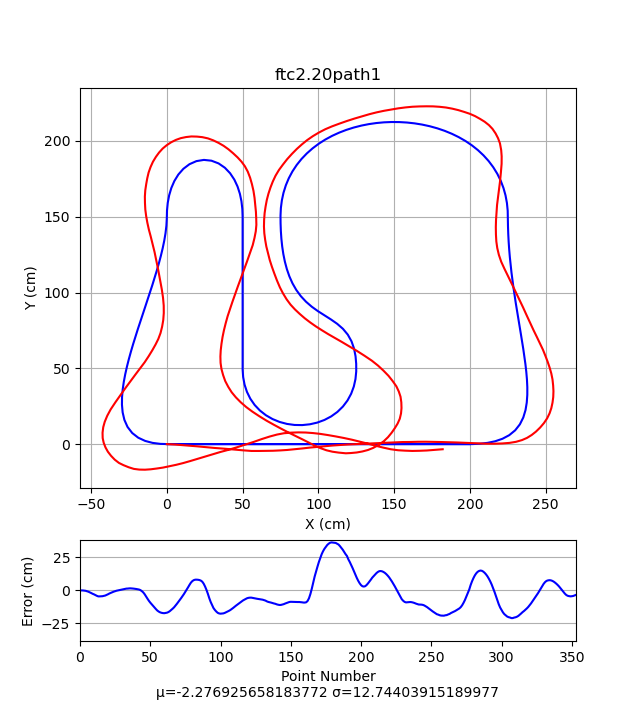 ftc2.20path1
200
150
100
50
0
Y (cm)
−50 0 50 100 150 200 250
X (cm)
25
0
−25
Error (cm)
0 50 100 150 200 250 300 350
Point Number
μ=-2.276925658183772 σ=12.74403915189977